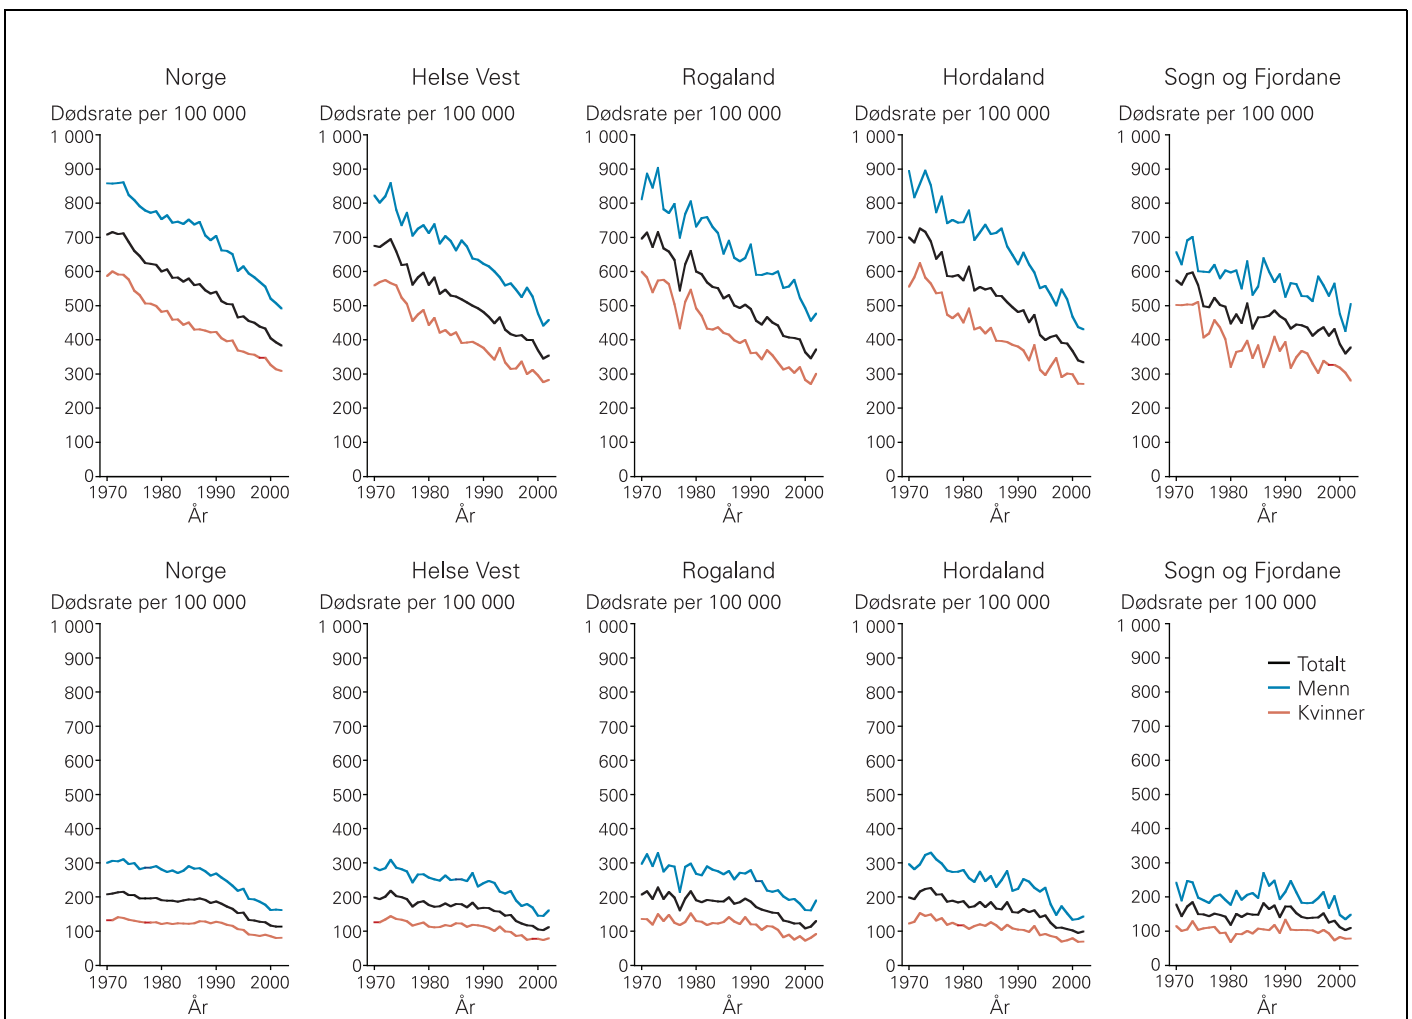 Norge Helse Vest Rogaland Hordaland Sogn og Fjordane
Dødsrate per 100 000 Dødsrate per 100 000 Dødsrate per 100 000 Dødsrate per 100 000 Dødsrate per 100 000
1 000 1 000 1 000 1 000 1 000
900 900 900 900 900
800 800 800 800 800
700 700 700 700 700
600 600 600 600 600
500 500 500 500 500
400 400 400 400 400
300 300 300 300 300
200 200 200 200 200
100 100 100 100 100
0 0 0 0 0
1970 1980 1990 2000 1970 1980 1990 2000 1970 1980 1990 2000 1970 1980 1990 2000 1970 1980 1990 2000
År År År År År
Norge Helse Vest Rogaland Hordaland Sogn og Fjordane
Dødsrate per 100 000 Dødsrate per 100 000 Dødsrate per 100 000 Dødsrate per 100 000 Dødsrate per 100 000
1 000 1 000 1 000 1 000 1 000
900 900 900 900 900
800 800 800 800 800
700 700 700 700 700
600 600 600 600 600
500 500 500 500 500
400 400 400 400 400
300 300 300 300 300
200 200 200 200 200
100 100 100 100 100
0 0 0 0 0
1970 1980 1990 2000 1970 1980 1990 2000 1970 1980 1990 2000 1970 1980 1990 2000 1970 1980 1990 2000
År År År År År
Totalt
Menn
Kvinner